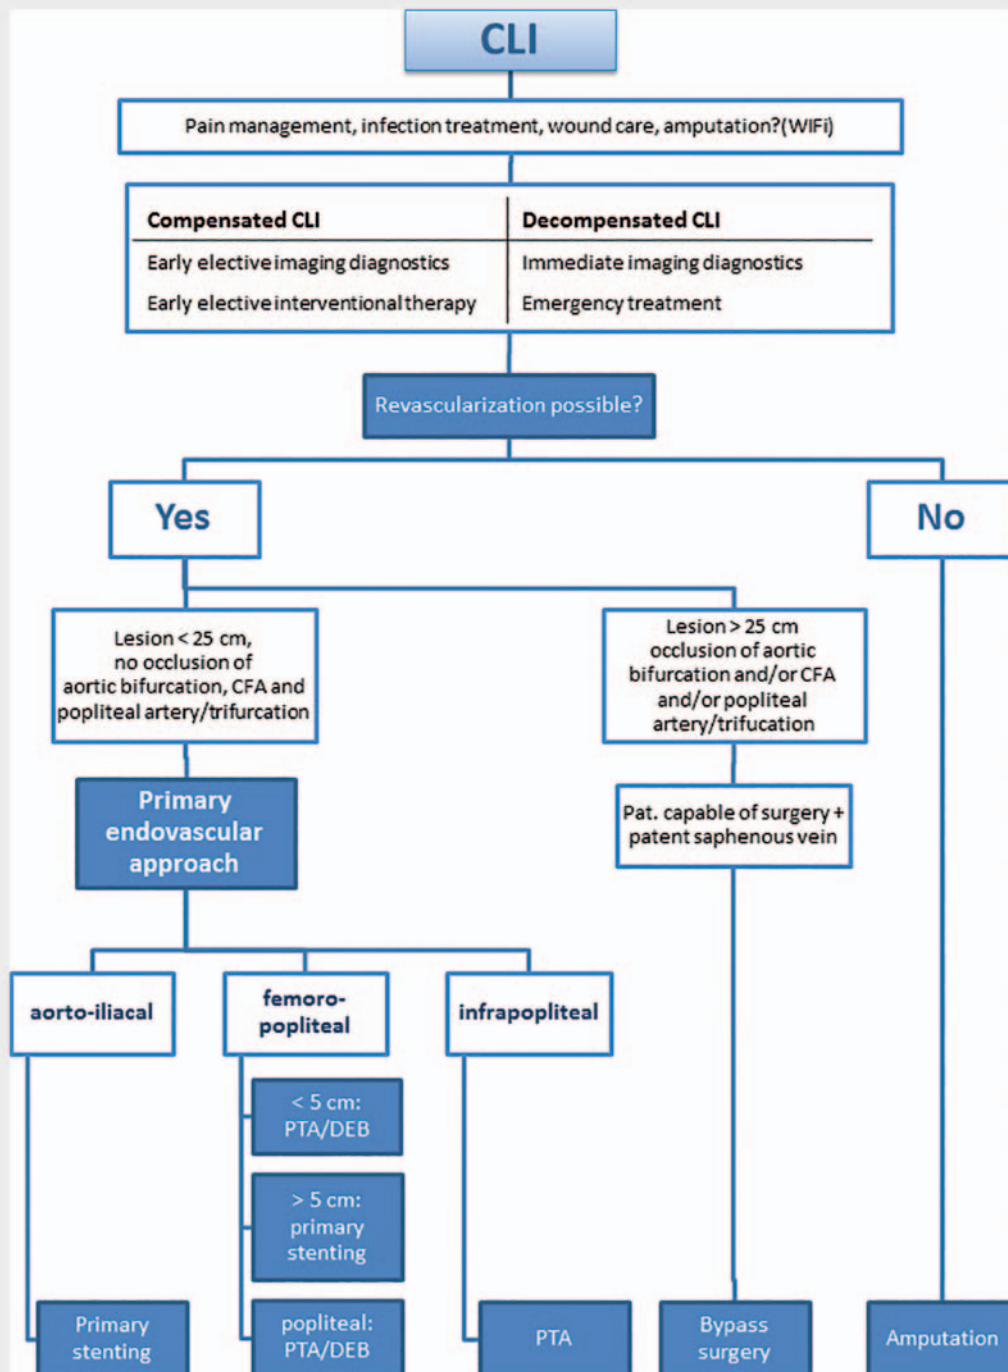 CLI
Pain management, infection treatment, wound care, amputation?(WIFi)
Compensated CLI
Decompensated CLI
Early elective imaging diagnostics
Immediate imaging diagnostics
Early elective interventional therapy
Emergency treatment
Revascularization possible?
Yes
No
Lesion < 25 cm,
no occlusion of
aortic bifurcation, CFA and
popliteal artery/trifurcation
Lesion > 25 cm
occlusion of aortic
bifurcation and/or CFA
and/or popliteal
artery/trifucation
Primary
endovascular
approach
Pat. capable of surgery +
patent saphenous vein
aorto-iliacal
femoro-
popliteal
infrapopliteal
< 5 cm:
PTA/DEB
> 5 cm:
primary
stenting
Primary
stenting
popliteal:
PTA/DEB
PTA
Bypass
surgery
Amputation